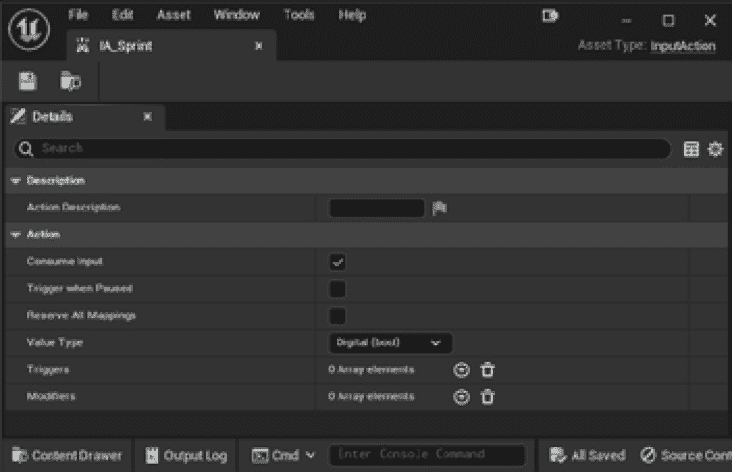 File Edit Asset Window Tools Help
IA_Sprint
Asset Type: InputAction
Details
Search
Description
Action Description
Action
Consume Input
Trigger when Paused
Reserve All Mappings
Value Type Digital (bool)
Triggers 0 Array elements
Modifiers 0 Array elements
Content Drawer Output Log Cmd Enter Console Command All Saved Source Cont